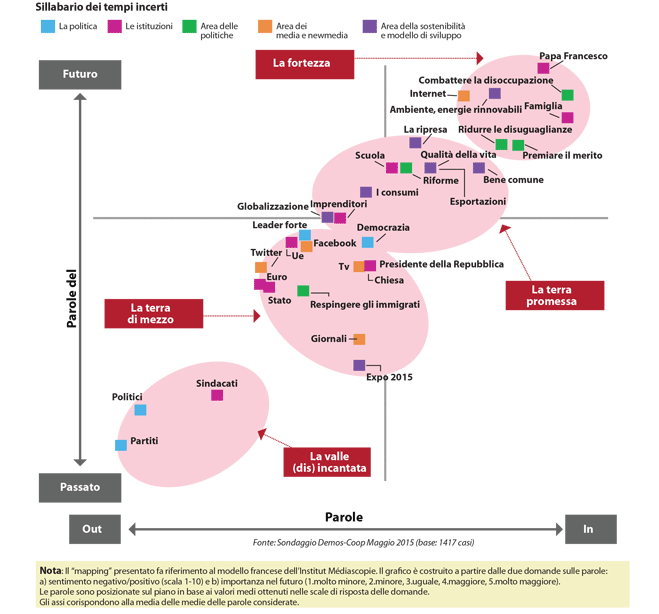 Sillabario dei tempi incerti
La politica
Le istituzioni
Area delle
politiche
Area dei
media e newmedia
Area della sostenibilità
e modello di sviluppo
La fortezza
Papa Francesco
Futuro
Combattere la disoccupazione
Internet
Ambiente, energie rinnovabili
Famiglia
La ripresa
Ridurre le disuguaglianze
Scuola
Qualità della vita
Premiare il merito
Riforme
Bene comune
I consumi
Esportazioni
Globalizzazione
Imprenditori
Leader forte
Democrazia
Facebook
Twitter
Ue
Tv
Presidente della Repubblica
Euro
Chiesa
La terra
promessa
Stato
Respingere gli immigrati
La terra
di mezzo
Parole del
Giornali
Expo 2015
Sindacati
Politici
Partiti
La valle
(dis) incantata
Passato
Parole
Out
In
Fonte: Sondaggio Demos-Coop Maggio 2015 (base: 1417 casi)
Nota: Il “mapping” presentato fa riferimento al modello francese dell’Institut Médiascopie. Il grafico è costruito a partire dalle due domande sulle parole:
a) sentimento negativo/positivo (scala 1-10) e b) importanza nel futuro (1.molto minore, 2.minore, 3.uguale, 4.maggiore, 5.molto maggiore).
Le parole sono posizionate sul piano in base ai valori medi ottenuti nelle scale di risposta delle domande.
Gli assi corispondono alla media delle medie delle parole considerate.